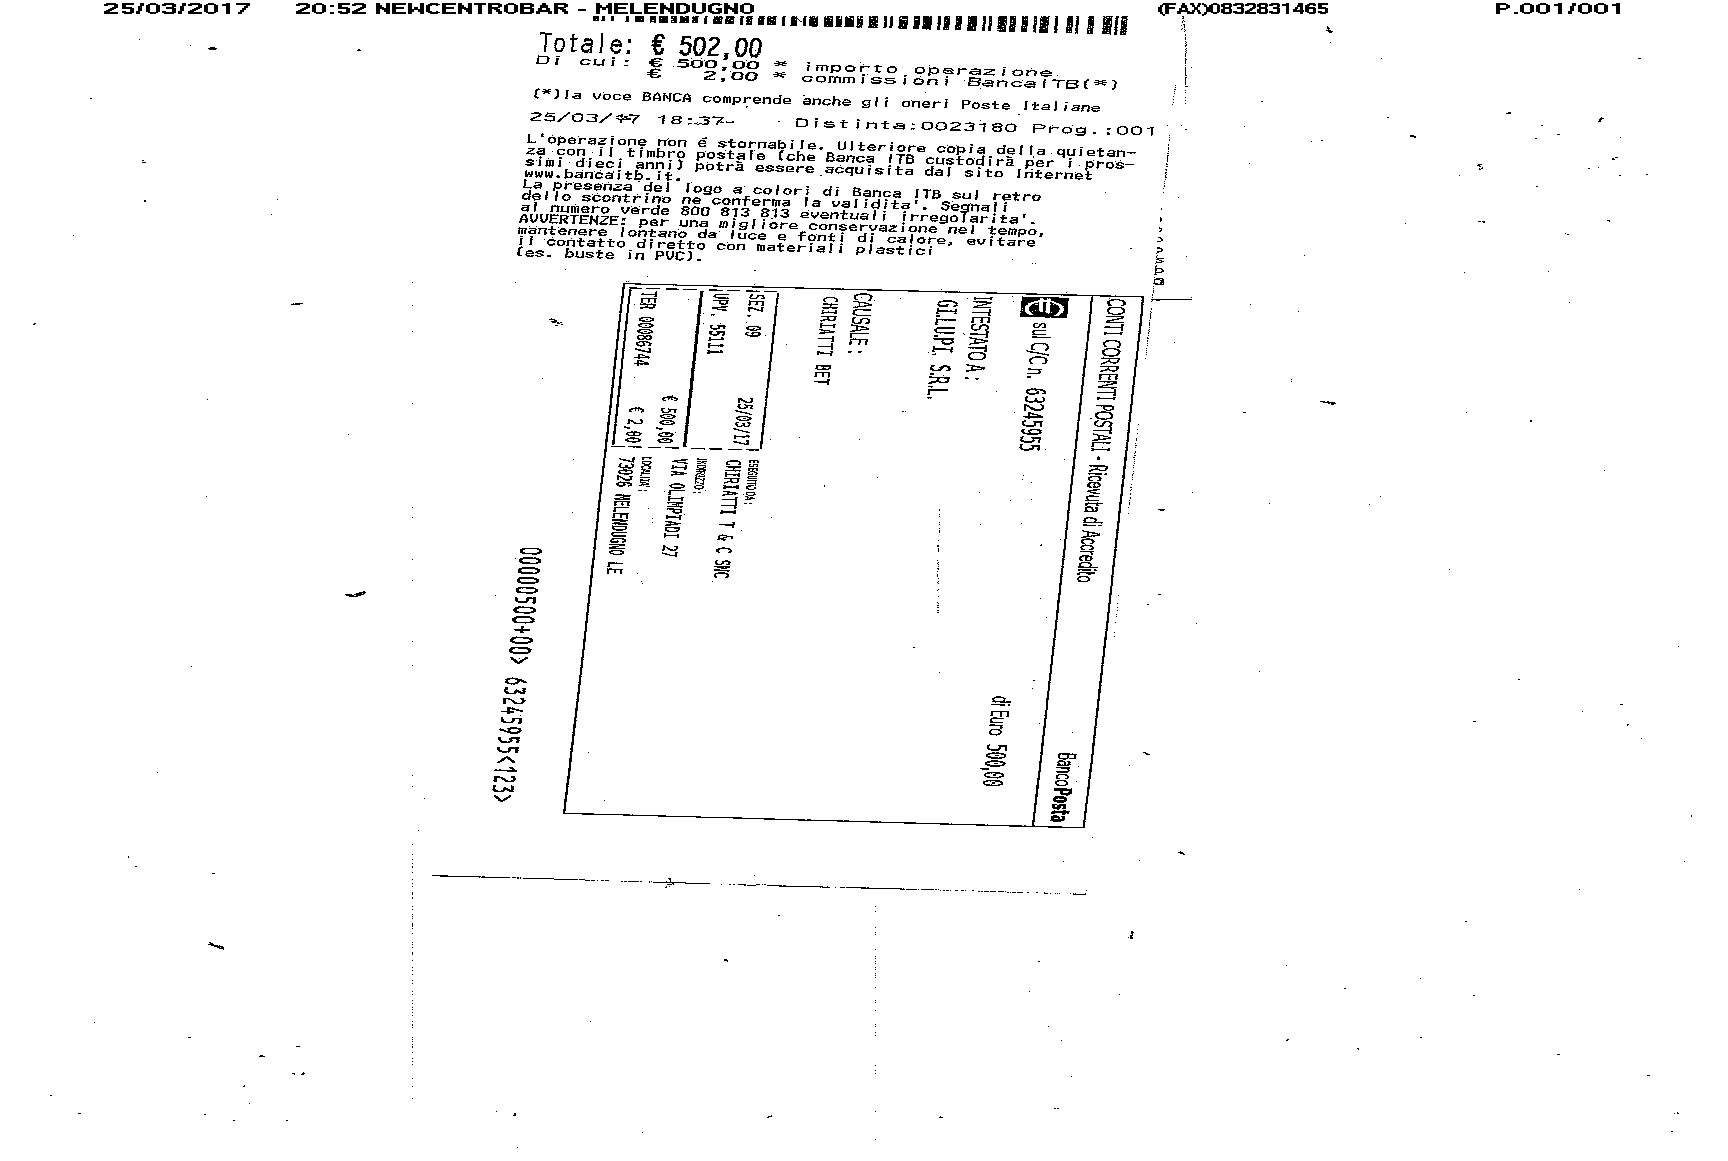 25/03/2017 20:52 NEWCENTROBAR - MELENDUGNO (FAX)0832831465 P.001/001
Totale: € 502,00
Di cui: € 500,00 * importo operazione
€ 2,00 * commissioni BancaITB(*)
(*)la voce BANCA comprende anche gli oneri Poste Italiane
25/03/17 18:37 Distinta:0023180 Prog.:001
L'operazione non é stornabile. Ulteriore copia della quietan-
za con il timbro postale (che Banca ITB custodirà per i pros-
simi dieci anni) potrà essere acquisita dal sito Internet
www.bancaitb.it.
La presenza del logo a colori di Banca ITB sul retro
dello scontrino ne conferma la validita'. Segnali
al numero verde 800 813 813 eventuali irregolarita'.
AVVERTENZE: per una migliore conservazione nel tempo,
mantenere lontano da luce e fonti di calore, evitare
il contatto diretto con materiali plastici
(es. buste in PVC).
CONTI CORRENTI POSTALI - Ricevuta di Accredito BancoPosta
sul C/C n. 63245955 di Euro 500,00
INTESTATO A:
GI.LU.PI. S.R.L.
CAUSALE:
CHIRIATTI BET
SEZ. 09 25/03/17
UPV. 55111
€ 500,00
TER 00086744 € 2,00
ESEGUITO DA:
CHIRIATTI T & C SNC
INDIRIZZO:
VIA OLIMPIADI 27
LOCALITA':
73026 MELENDUGNO LE
00000500+00> 63245955<123>